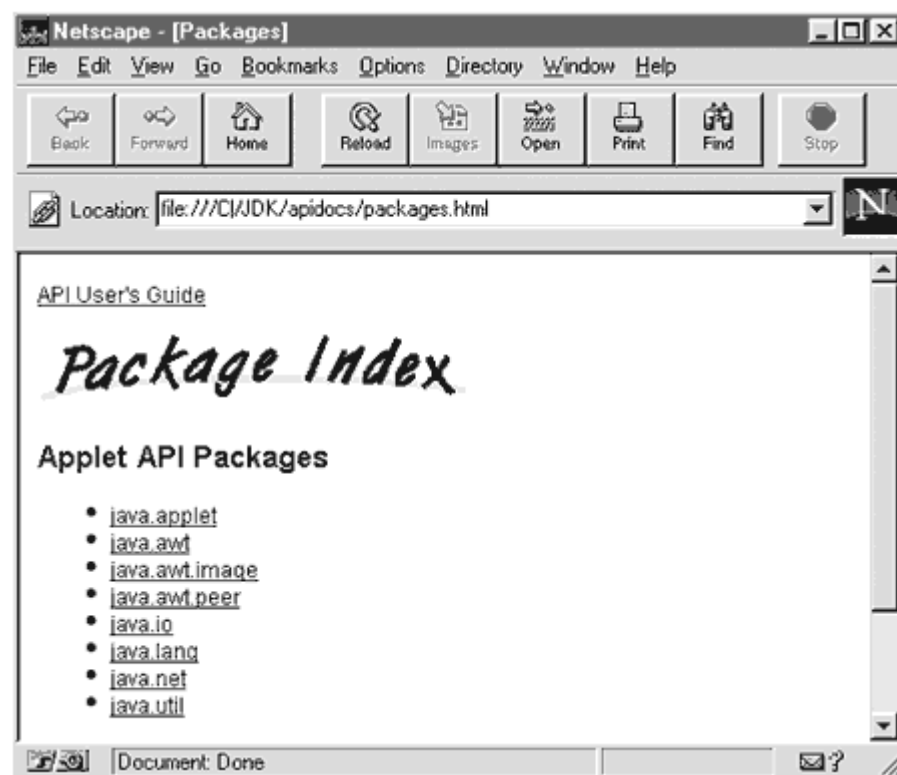 Netscape - [Packages]
File Edit View Go Bookmarks Options Directory Window Help
Back Forward Home Reload Images Open Print Find Stop
Location: file:///C|/JDK/apidocs/packages.html
N
API User's Guide
Package Index
Applet API Packages
java.applet
java.awt
java.awt.image
java.awt.peer
java.io
java.lang
java.net
java.util
Document: Done
?